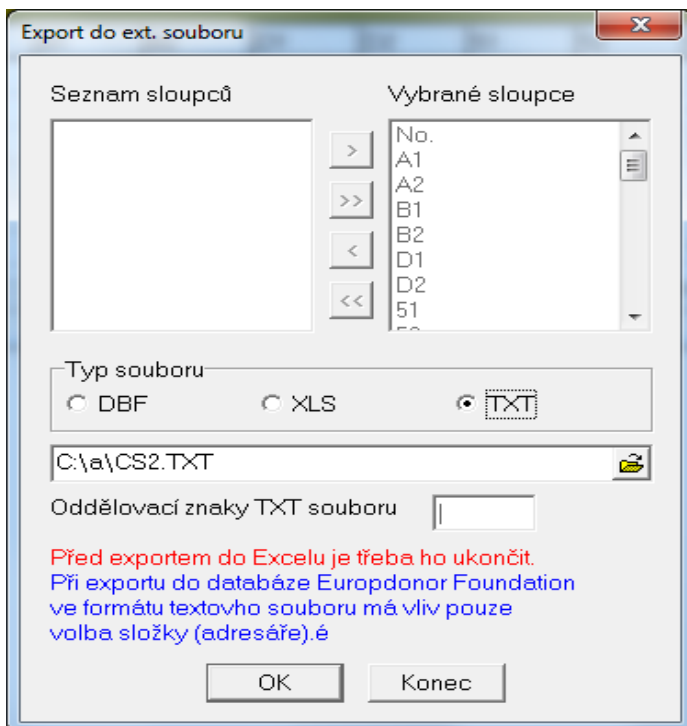 Export do ext. souboru
Seznam sloupců
Vybrané sloupce
>
>>
<
<<
No.
A1
A2
B1
B2
D1
D2
51
Typ souboru
DBF
XLS
TXT
C:\a\CS2.TXT
Oddělovací znaky TXT souboru
Před exportem do Excelu je třeba ho ukončit.
Při exportu do databáze Europdonor Foundation
ve formátu textovho souboru má vliv pouze
volba složky (adresáře).é
OK
Konec